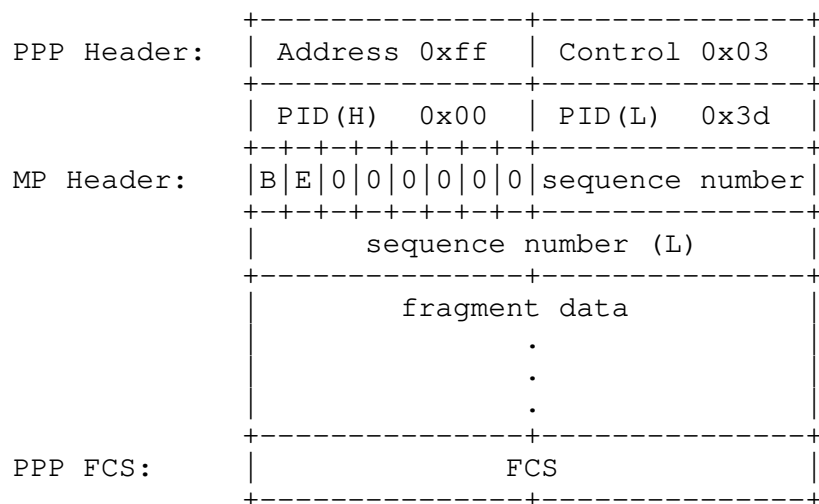 +---------------+---------------+
PPP Header:   | Address 0xff  | Control 0x03  |
              +---------------+---------------+
              | PID(H)  0x00  | PID(L)  0x3d  |
              +-+-+-+-+-+-+-+-+---------------+
MP Header:    |B|E|0|0|0|0|0|0|sequence number|
              +-+-+-+-+-+-+-+-+---------------+
              |      sequence number (L)      |
              +---------------+---------------+
              |        fragment data          |
              |               .               |
              |               .               |
              |               .               |
              +---------------+---------------+
PPP FCS:      |              FCS              |
              +---------------+---------------+